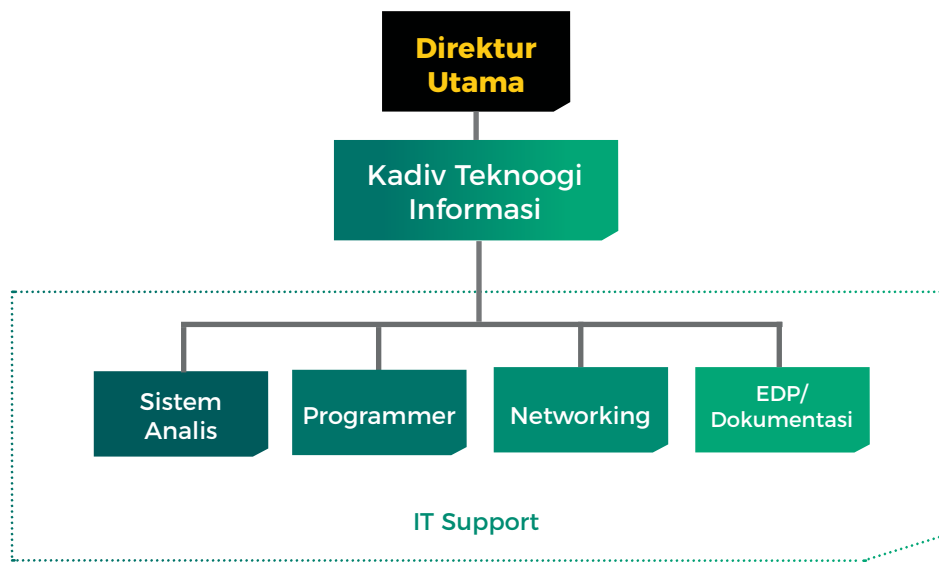 Direktur
Utama
Kadiv Teknoogi
Informasi
Sistem
Analis
Programmer
Networking
EDP/
Dokumentasi
IT Support